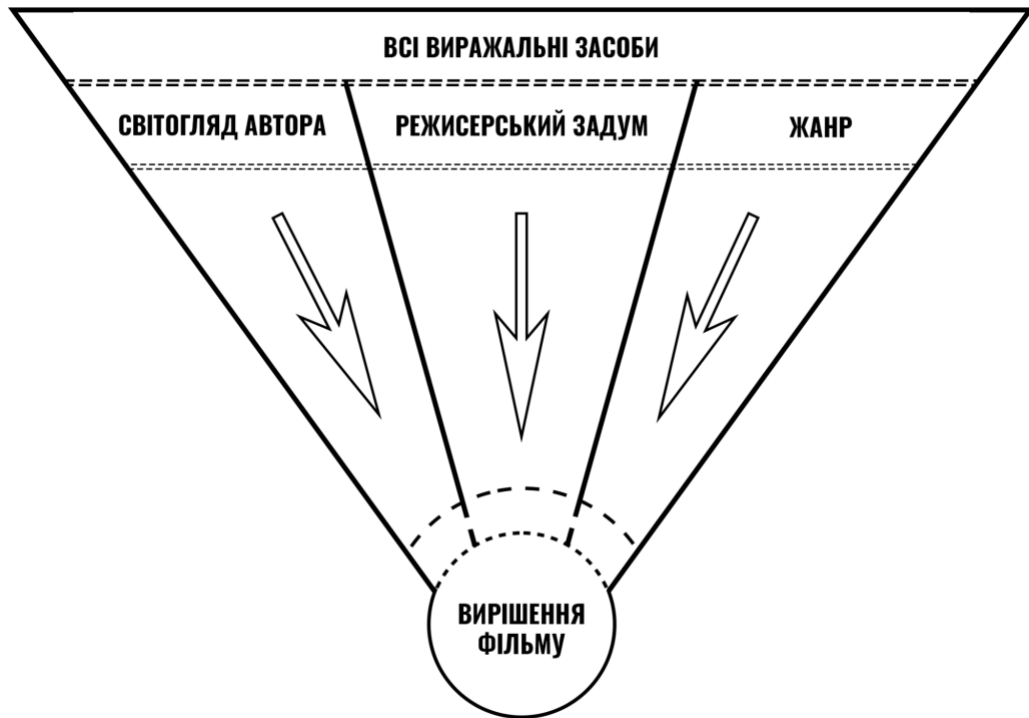 ВСІ ВИРАЖАЛЬНІ ЗАСОБИ
СВІТОГЛЯД АВТОРА
РЕЖИСЕРСЬКИЙ ЗАДУМ
ЖАНР
ВИРІШЕННЯ
ФІЛЬМУ